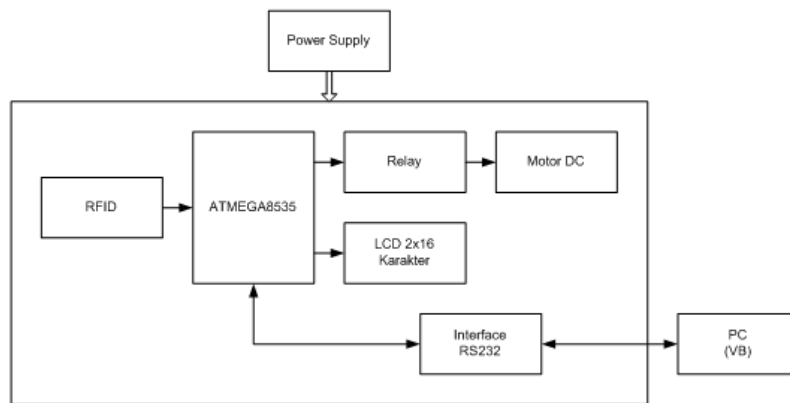 Power Supply
Relay
Motor DC
RFID
ATMEGA8535
LCD 2x16
Karakter
Interface
RS232
PC
(VB)